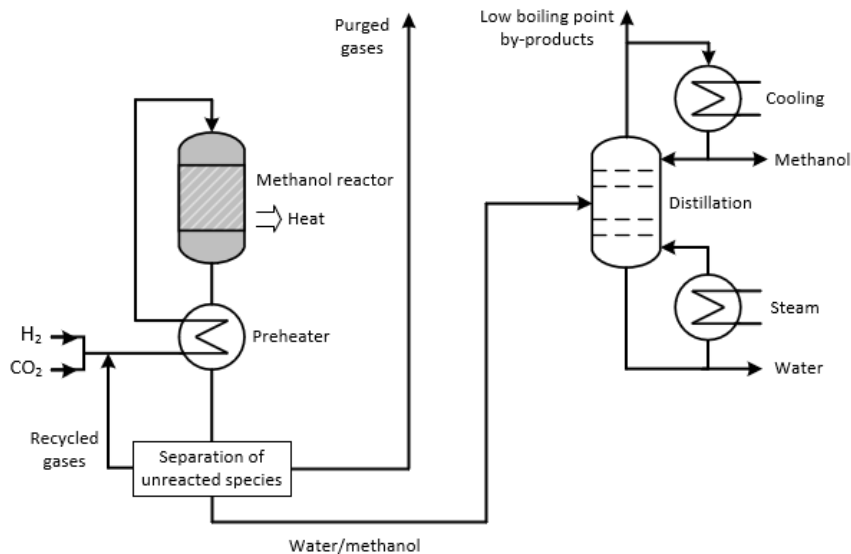 Purged
gases
Low boiling point
by-products
Cooling
Methanol
Methanol reactor
Heat
Distillation
H₂
CO₂
Preheater
Steam
Water
Recycled
gases
Separation of
unreacted species
Water/methanol